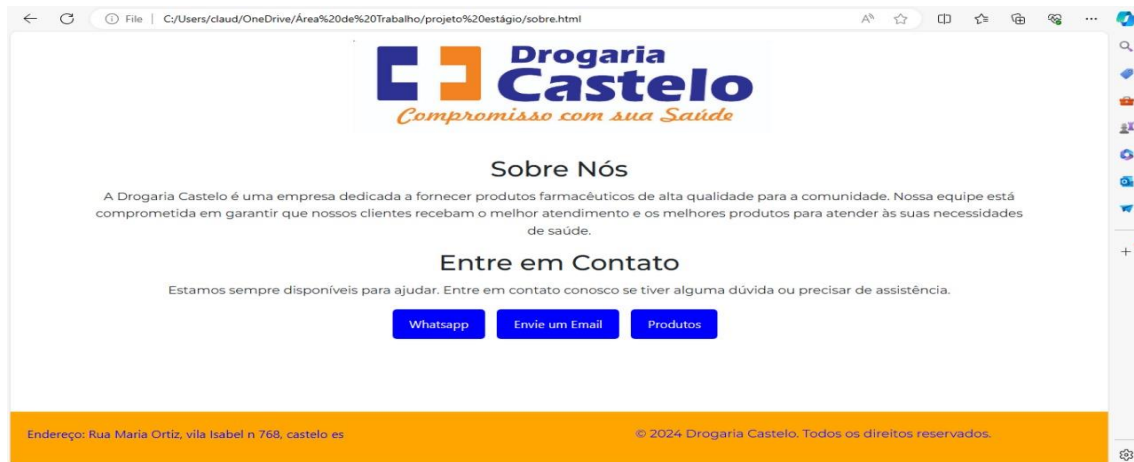 File
C:/Users/claud/OneDrive/Área%20de%20Trabalho/projeto%20estágio/sobre.html
Drogaria
Castelo
Compromisso com sua Saúde
Sobre Nós
A Drogaria Castelo é uma empresa dedicada a fornecer produtos farmacêuticos de alta qualidade para a comunidade. Nossa equipe está
comprometida em garantir que nossos clientes recebam o melhor atendimento e os melhores produtos para atender às suas necessidades
de saúde.
Entre em Contato
Estamos sempre disponíveis para ajudar. Entre em contato conosco se tiver alguma dúvida ou precisar de assistência.
Whatsapp
Envie um Email
Produtos
Endereço: Rua Maria Ortiz, vila Isabel n 768, castelo es
© 2024 Drogaria Castelo. Todos os direitos reservados.